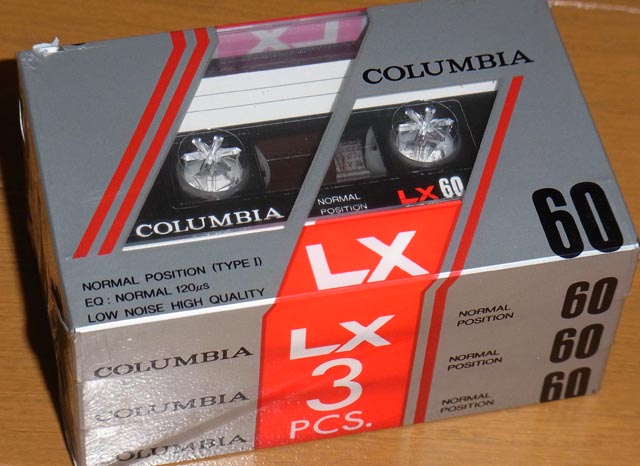 LX
COLUMBIA
COLUMBIA
NORMAL
POSITION
LX 60
60
LX
NORMAL POSITION (TYPE I)
EQ : NORMAL 120μs
LOW NOISE HIGH QUALITY
LX
3
PCS.
COLUMBIA
NORMAL
POSITION
60
COLUMBIA
NORMAL
POSITION
60
COLUMBIA
NORMAL
POSITION
60